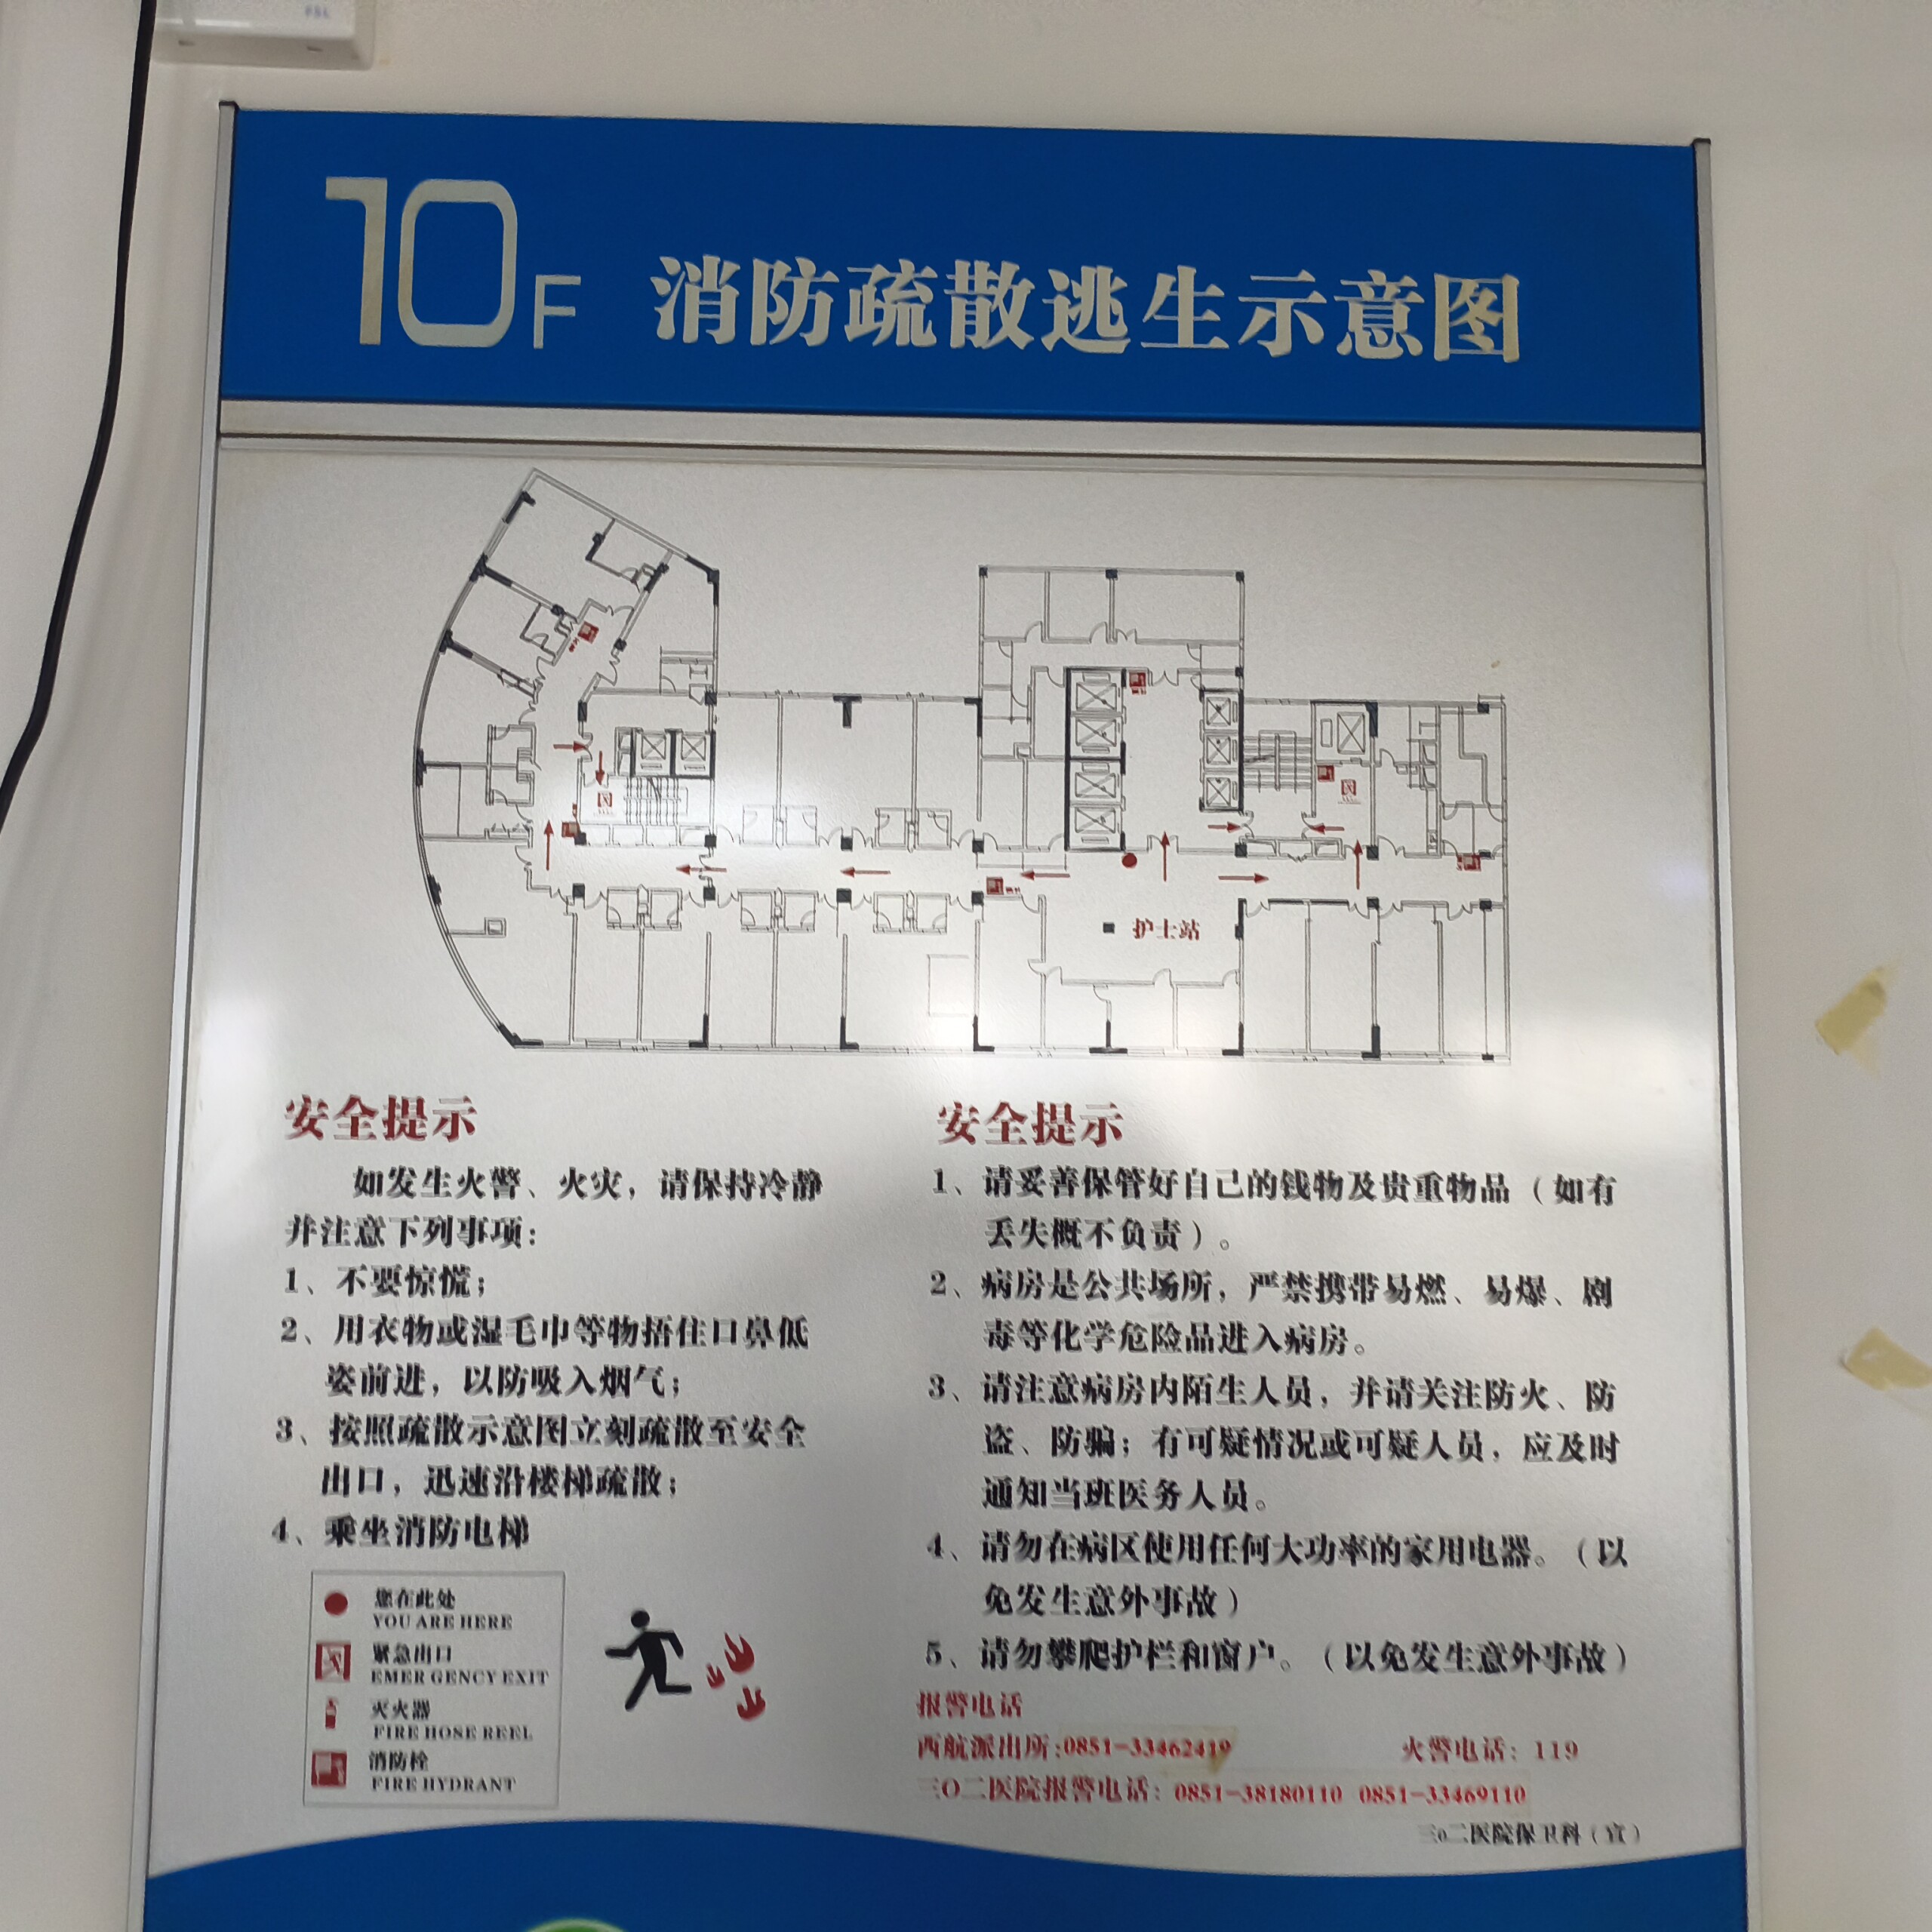 10F 消防疏散逃生示意图
护士站
安全提示
如发生火警、火灾，请保持冷静
并注意下列事项：
1、不要惊慌；
2、用衣物或湿毛巾等物捂住口鼻低
姿前进，以防吸入烟气；
3、按照疏散示意图立刻疏散至安全
出口，迅速沿楼梯疏散；
4、乘坐消防电梯
您在此处
YOU ARE HERE
紧急出口
EMER GENCY EXIT
灭火器
FIRE HOSE REEL
消防栓
FIRE HYDRANT
安全提示
1、请妥善保管好自己的钱物及贵重物品（如有
丢失概不负责）。
2、病房是公共场所，严禁携带易燃、易爆、剧
毒等化学危险品进入病房。
3、请注意病房内陌生人员，并请关注防火、防
盗、防骗；有可疑情况或可疑人员，应及时
通知当班医务人员。
4、请勿在病区使用任何大功率的家用电器。（以
免发生意外事故）
5、请勿攀爬护栏和窗户。（以免发生意外事故）
报警电话
西航派出所：0851-33462419 火警电话：119
三O二医院报警电话：0851-38180110 0851-33469110
三o二医院保卫科（宣）